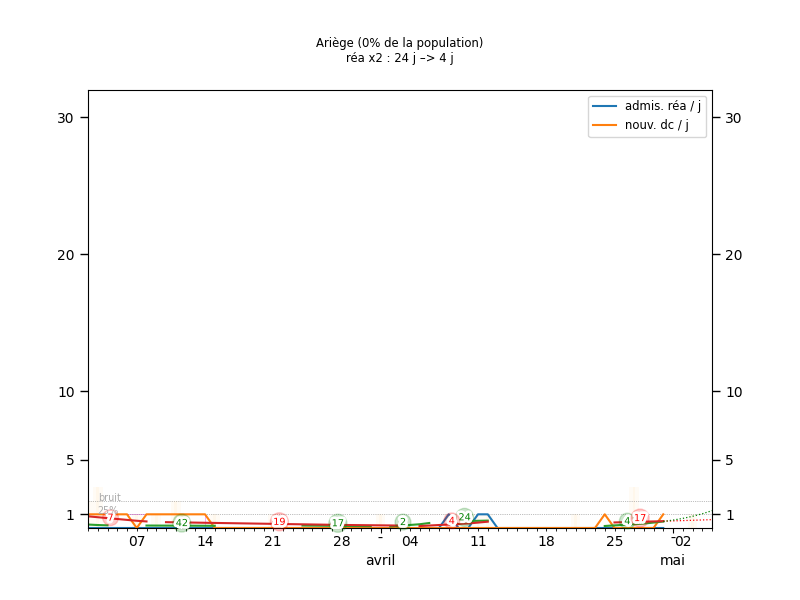 Ariège (0% de la population)
réa x2 : 24 j –> 4 j
admis. réa / j
nouv. dc / j
30 30
20 20
10 10
5 5
bruit
25%
1 1
7 42 19 17 2 4 24 4 17
07 14 21 28 - 04 11 18 25 - 02
avril mai